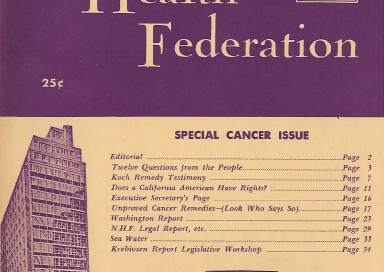 Health
Federation
25¢
SPECIAL CANCER ISSUE
Editorial Page 2
Twelve Questions from the People Page 3
Koch Remedy Testimony Page 7
Does a California American Have Rights? Page 11
Executive Secretary's Page Page 16
Unproved Cancer Remedies—(Look Who Says So) Page 17
Washington Report Page 23
N.H.F. Legal Report, etc. Page 29
Sea Water Page 33
Krebiozen Report Legislative Workshop Page 34